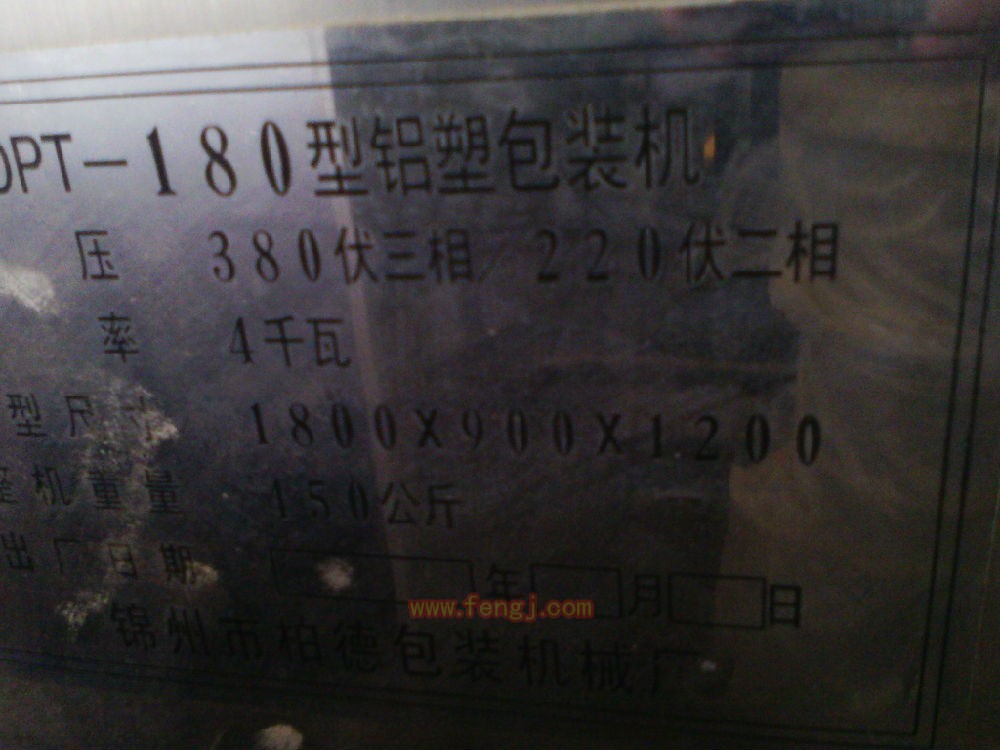 DPT-180型铝塑包装机
压 380伏三相 220伏二相
率 4千瓦
型尺寸 1800X900X1200
整机重量 450公斤
出厂日期 年 月 日
www.fengj.com
锦州市柏德包装机械厂